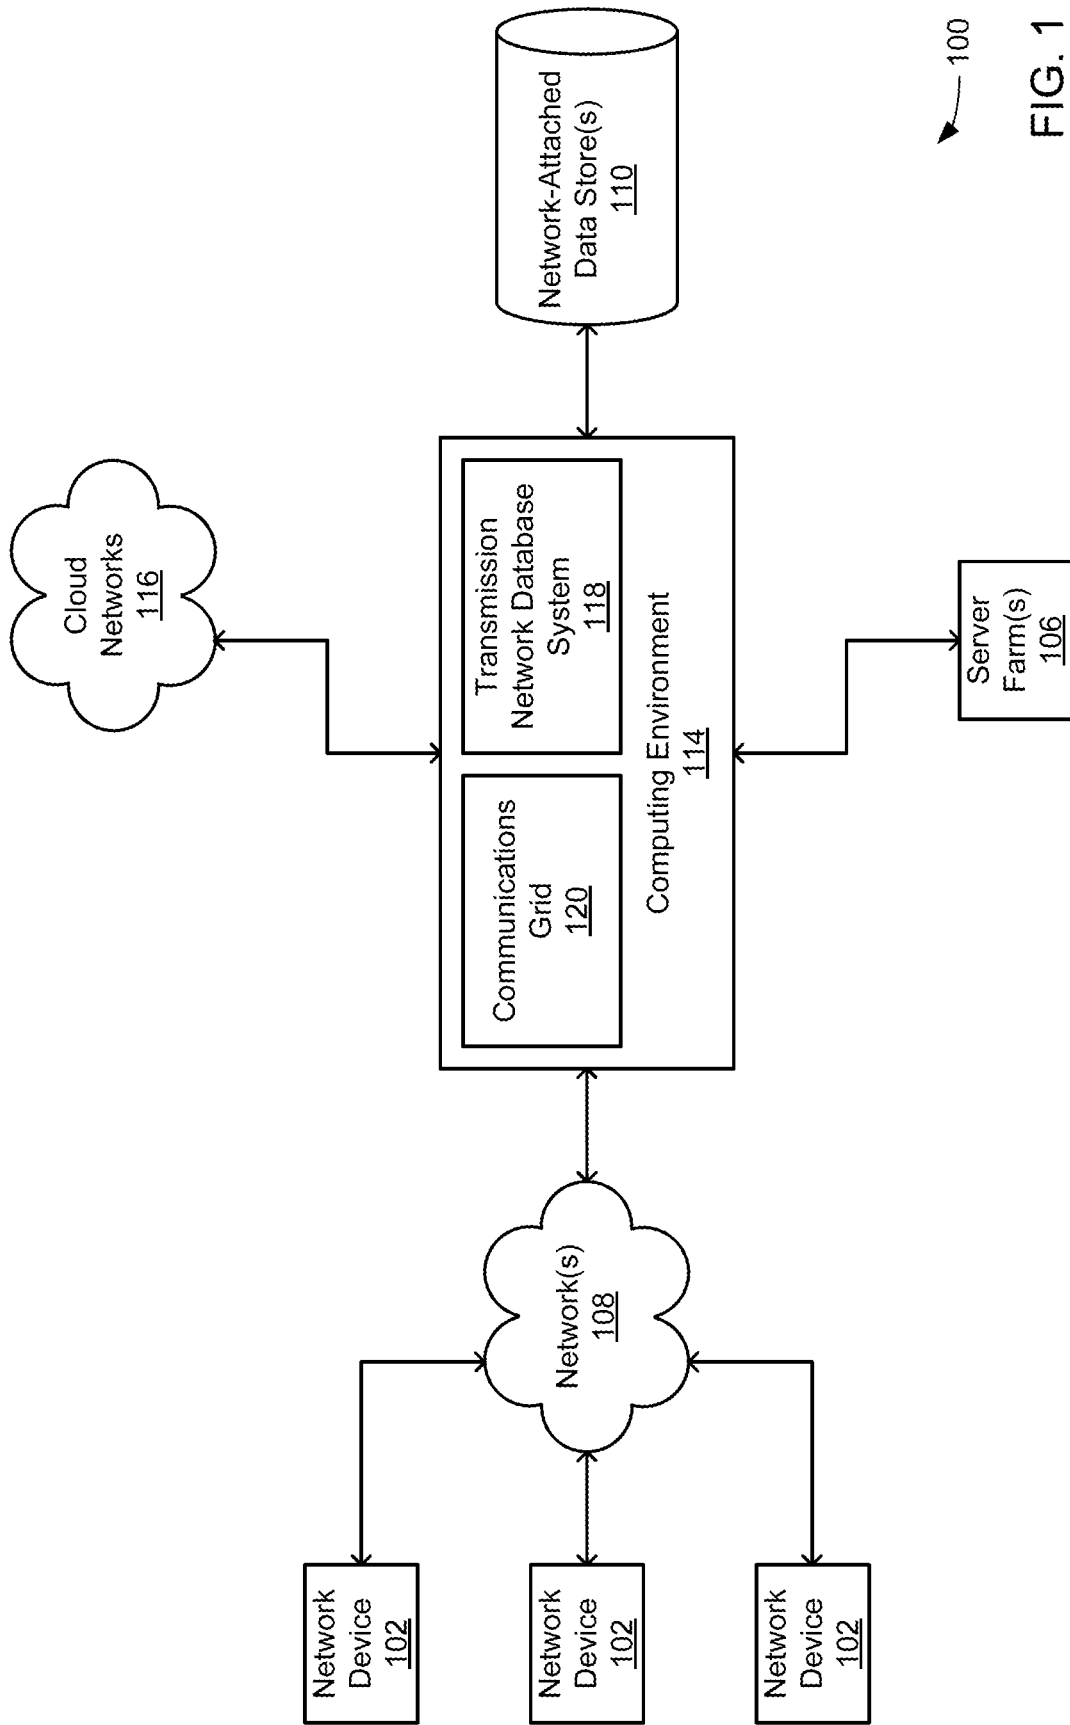 Cloud
Networks
116
Network
Device
102
Network
Device
102
Network
Device
102
Network(s)
108
Communications
Grid
120
Transmission
Network Database
System
118
Computing Environment
114
Network-Attached
Data Store(s)
110
Server
Farm(s)
106
100
FIG. 1